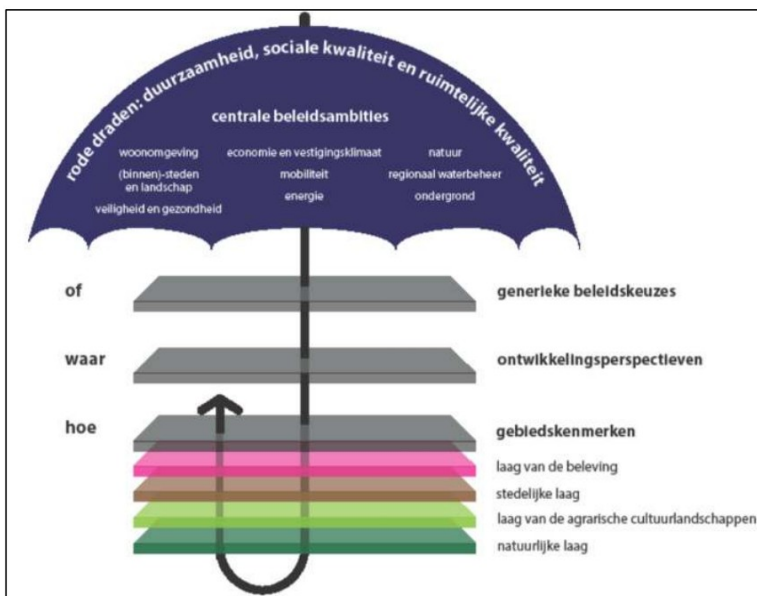 rode draden: duurzaamheid, sociale kwaliteit en ruimtelijke kwaliteit
centrale beleidsambities
woonomgeving
(binnen)-steden
en landschap
veiligheid en gezondheid
economie en vestigingsklimaat
mobiliteit
energie
natuur
regionaal waterbeheer
ondergrond
of
generieke beleidskeuzes
waar
ontwikkelingsperspectieven
hoe
gebiedskenmerken
laag van de beleving
stedelijke laag
laag van de agrarische cultuurlandschappen
natuurlijke laag